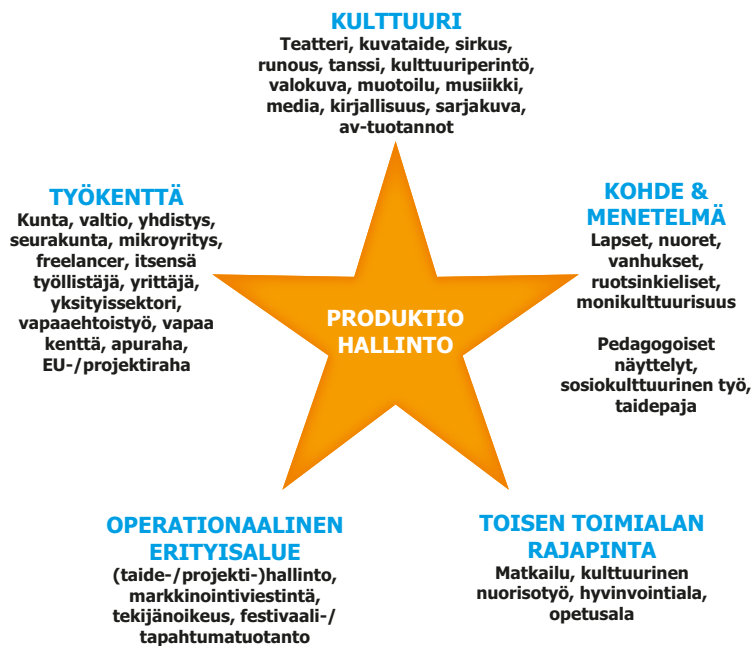 KULTTUURI
Teatteri, kuvataide, sirkus,
runous, tanssi, kulttuuriperintö,
valokuva, muotoilu, musiikki,
media, kirjallisuus, sarjakuva,
av-tuotannot
TYÖKENTTÄ
Kunta, valtio, yhdistys,
seurakunta, mikroyritys,
freelancer, itsensä
työllistäjä, yrittäjä,
yksityissektori,
vapaaehtoistyö, vapaa
kenttä, apuraha,
EU-/projektiraha
PRODUKTIO
HALLINTO
KOHDE &
MENETELMÄ
Lapset, nuoret,
vanhukset,
ruotsinkieliset,
monikulttuurisuus
Pedagogoiset
näyttelyt,
sosiokulttuurinen työ,
taidepaja
OPERATIONAALINEN
ERITYISALUE
(taide-/projekti-)hallinto,
markkinointiviestintä,
tekijänoikeus, festivaali-/
tapahtumatuotanto
TOISEN TOIMIALAN
RAJAPINTA
Matkailu, kulttuurinen
nuorisotyö, hyvinvointiala,
opetusala